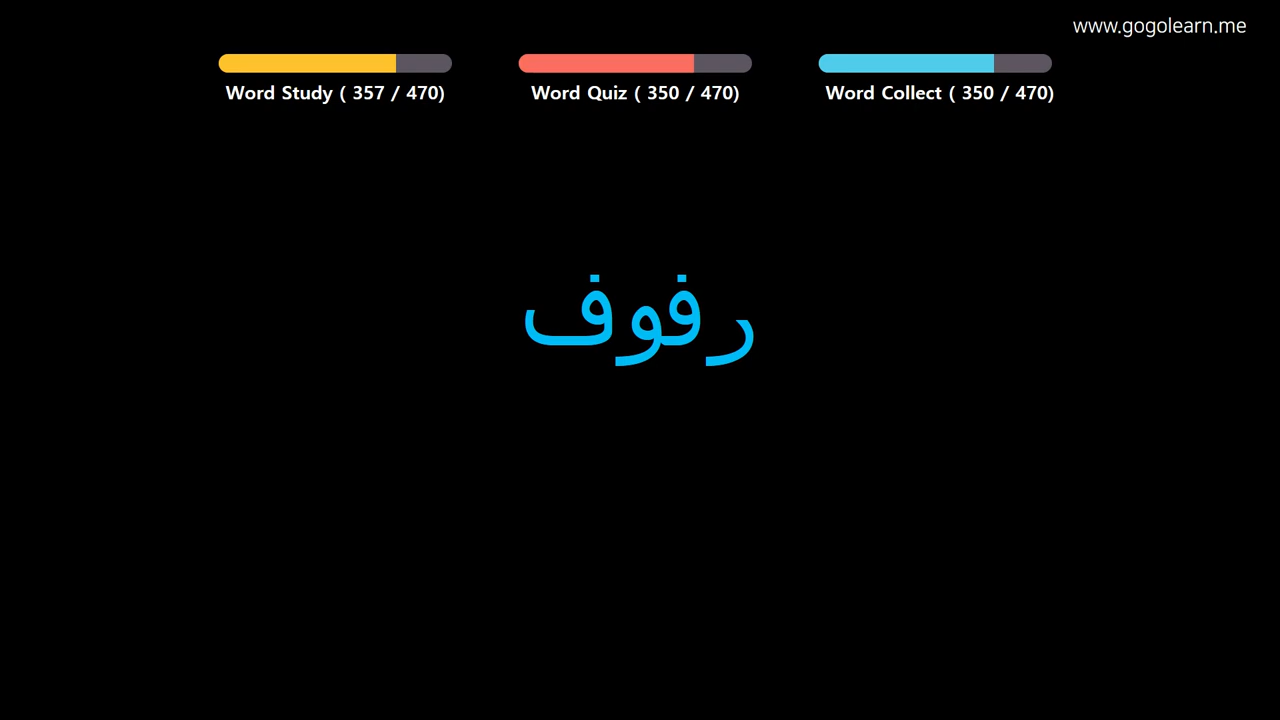 www.gogolearn.me
Word Study ( 357 / 470)
Word Quiz ( 350 / 470)
Word Collect ( 350 / 470)
رفوف